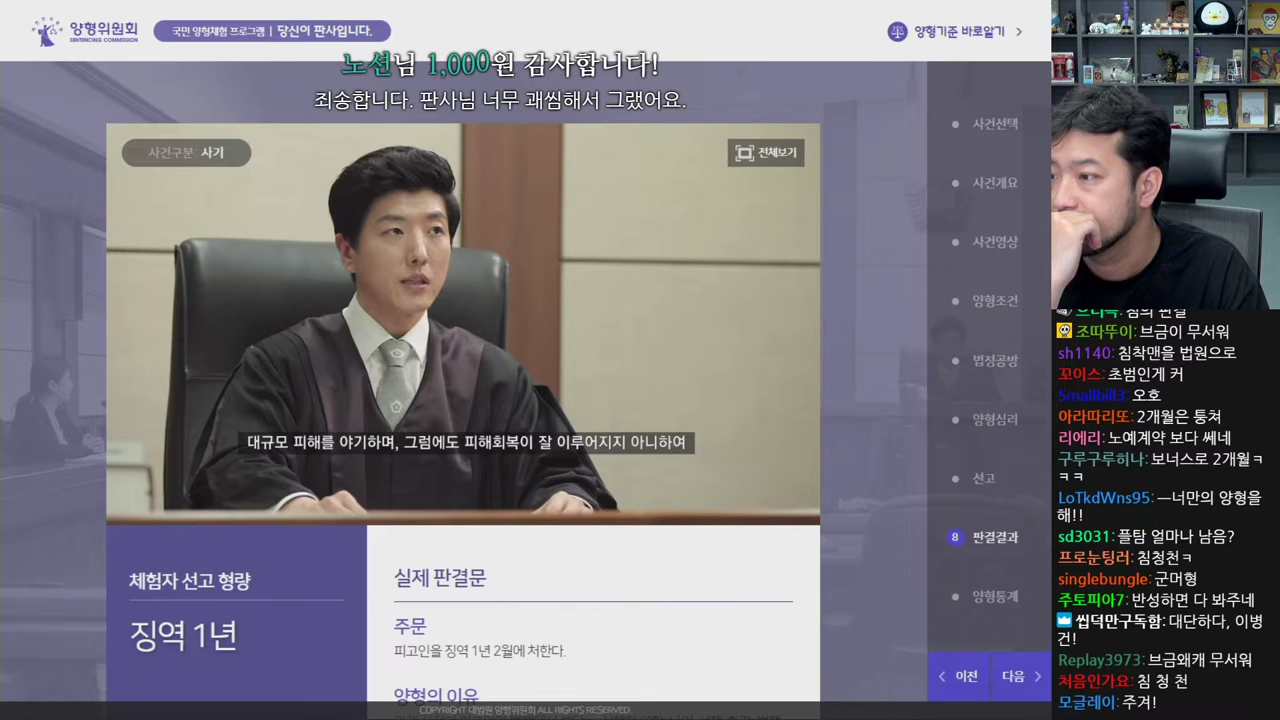 양형위원회
SENTENCING COMMISSION
국민 양형체험 프로그램 | 당신이 판사입니다.
양형기준 바로알기
노션님 1,000원 감사합니다!
죄송합니다. 판사님 너무 괘씸해서 그랬어요.
사건구분: 사기
전체보기
대규모 피해를 야기하며, 그럼에도 피해회복이 잘 이루어지지 아니하여
체험자 선고 형량
징역 1년
실제 판결문
주문
피고인을 징역 1년 2월에 처한다.
양형의 이유
COPYRIGHT 대법원 양형위원회 ALL RIGHTS RESERVED.
사건선택
사건개요
사건영상
양형조건
법정공방
양형심리
선고
8 판결결과
양형통계
이전
다음
조따뚜이: 브금이 무서워
sh1140: 침착맨을 법원으로
꼬이스: 초범인게 커
Smallbill3: 오호
아라따리또: 2개월은 퉁쳐
리에리: 노예계약 보다 쎄네
구루구루히나: 보너스로 2개월ㅋ
ㅋㅋ
LoTkdWns95: ㅡ너만의 양형을
해!!
sd3031: 플탐 얼마나 남음?
프로눈팅러: 침청천ㅋ
singlebungle: 군머형
주토피아7: 반성하면 다 봐주네
씹덕만구독함: 대단하다, 이병
건!
Replay3973: 브금왜캐 무서워
처음인가요: 침 청 천
모글레이: 주겨!